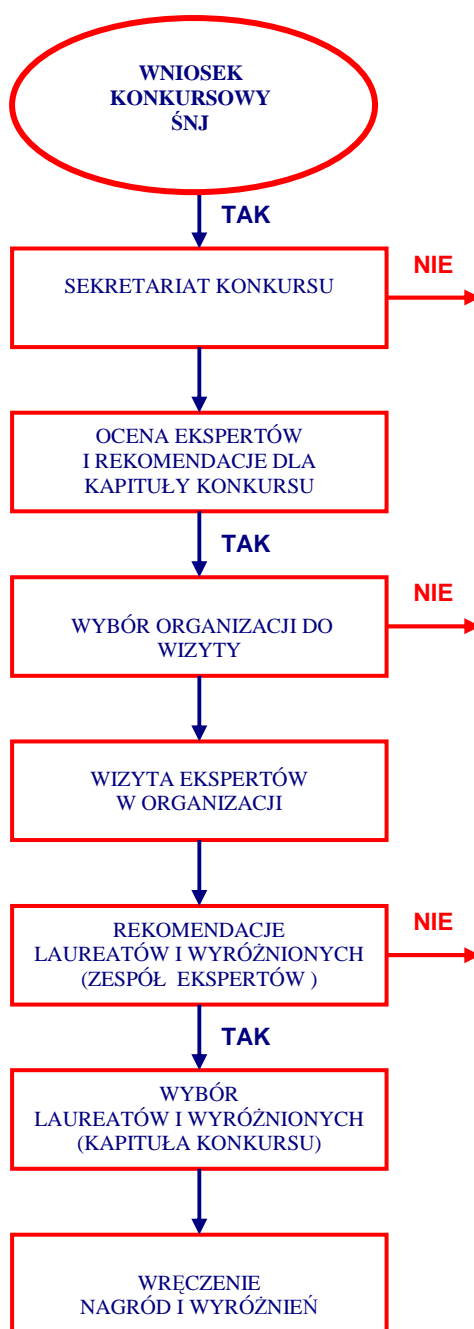 WNIOSEK
KONKURSOWY
ŚNJ
TAK
NIE
SEKRETARIAT KONKURSU
OCENA EKSPERTÓW
I REKOMENDACJE DLA
KAPITUŁY KONKURSU
TAK
NIE
WYBÓR ORGANIZACJI DO
WIZYTY
WIZYTA EKSPERTÓW
W ORGANIZACJI
NIE
REKOMENDACJE
LAUREATÓW I WYRÓŻNIONYCH
(ZESPÓŁ EKSPERTÓW )
TAK
WYBÓR
LAUREATÓW I WYRÓŻNIONYCH
(KAPITUŁA KONKURSU)
WRĘCZENIE
NAGRÓD I WYRÓŻNIEŃ